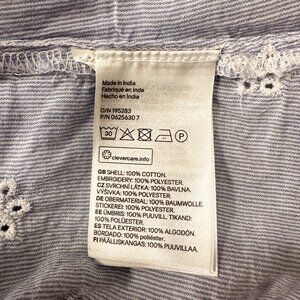 Made in India
Fabriqué en Inde
Hecho en India
O/N 195283
P/N 0625630 7
30
P
clevercare.info
GB SHELL: 100% COTTON.
EMBROIDERY: 100% POLYESTER.
CZ SVRCHNÍ LÁTKA: 100% BAVLNA.
VÝŠIVKA: 100% POLYESTER.
DE OBERMATERIAL: 100% BAUMWOLLE.
STICKEREI: 100% POLYESTER.
EE ÜMBRIS: 100% PUUVILL. TIKAND:
100% POLÜESTER.
ES TELA EXTERIOR: 100% ALGODÓN.
BORDADO: 100% poliéster.
FI PÄÄLLISKANGAS: 100% PUUVILLAA.